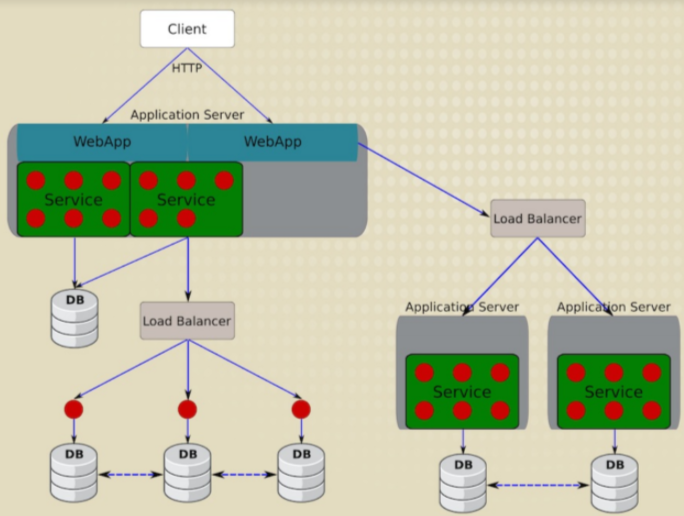 Client
HTTP
Application Server
WebApp
WebApp
Service
Service
Load Balancer
DB
Load Balancer
Application Server
Application Server
Service
Service
DB
DB
DB
DB
DB